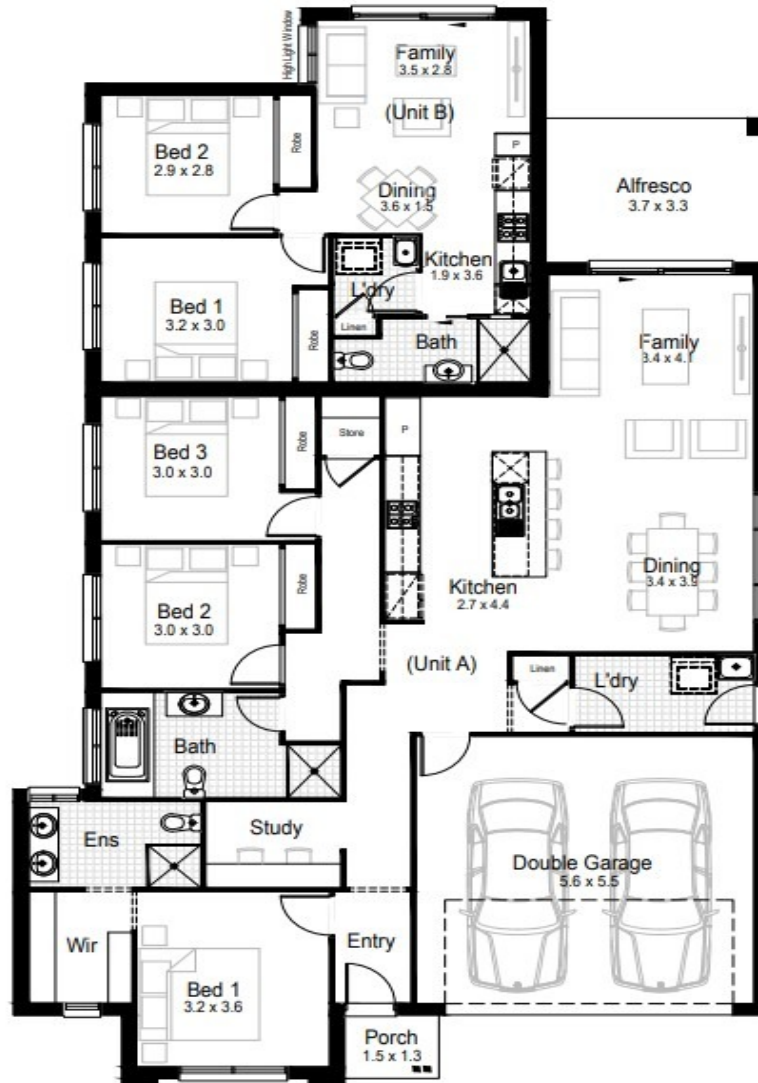 High Light Window
Family
3.5 x 2.8
(Unit B)
Bed 2
2.9 x 2.8
Robe
P
Dining
3.6 x 1.5
Alfresco
3.7 x 3.3
Kitchen
1.9 x 3.6
L'dry
Bed 1
3.2 x 3.0
Robe
Linen
Bath
Family
3.4 x 4.1
Bed 3
3.0 x 3.0
Robe
Store
P
Bed 2
3.0 x 3.0
Robe
Kitchen
2.7 x 4.4
Dining
3.4 x 3.9
(Unit A)
Linen
L'dry
Bath
Ens
Study
Double Garage
5.6 x 5.5
Wir
Entry
Bed 1
3.2 x 3.6
Porch
1.5 x 1.3